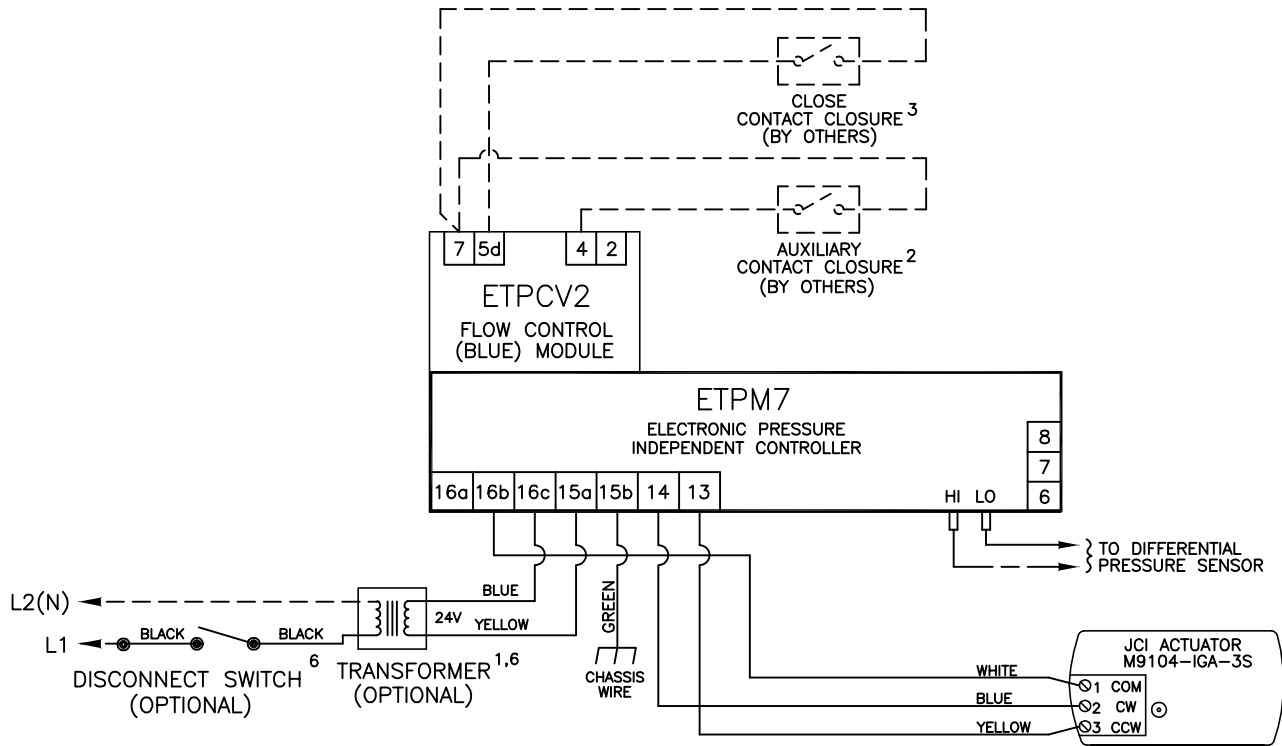 CLOSE
CONTACT CLOSURE 3
(BY OTHERS)
AUXILIARY
CONTACT CLOSURE 2
(BY OTHERS)
7 5d 4 2
ETPCV2
FLOW CONTROL
(BLUE) MODULE
ETPM7
ELECTRONIC PRESSURE
INDEPENDENT CONTROLLER
8
7
6
16a 16b 16c 15a 15b 14 13
HI LO
TO DIFFERENTIAL
PRESSURE SENSOR
L2(N)
L1
BLACK
BLACK
DISCONNECT SWITCH 6
(OPTIONAL)
24V
BLUE
YELLOW
TRANSFORMER 1,6
(OPTIONAL)
GREEN
CHASSIS
WIRE
WHITE
BLUE
YELLOW
JCI ACTUATOR
M9104-IGA-3S
1 COM
2 CW
3 CCW